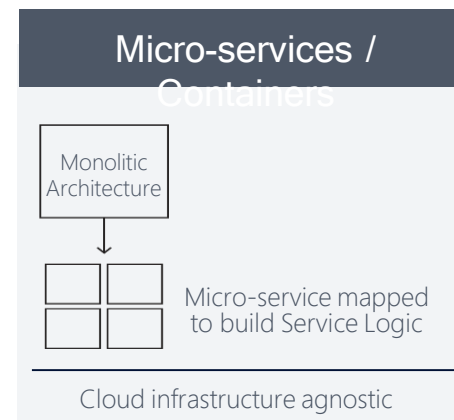 Micro-services /
Containers
Monolitic
Architecture
Micro-service mapped
to build Service Logic
Cloud infrastructure agnostic